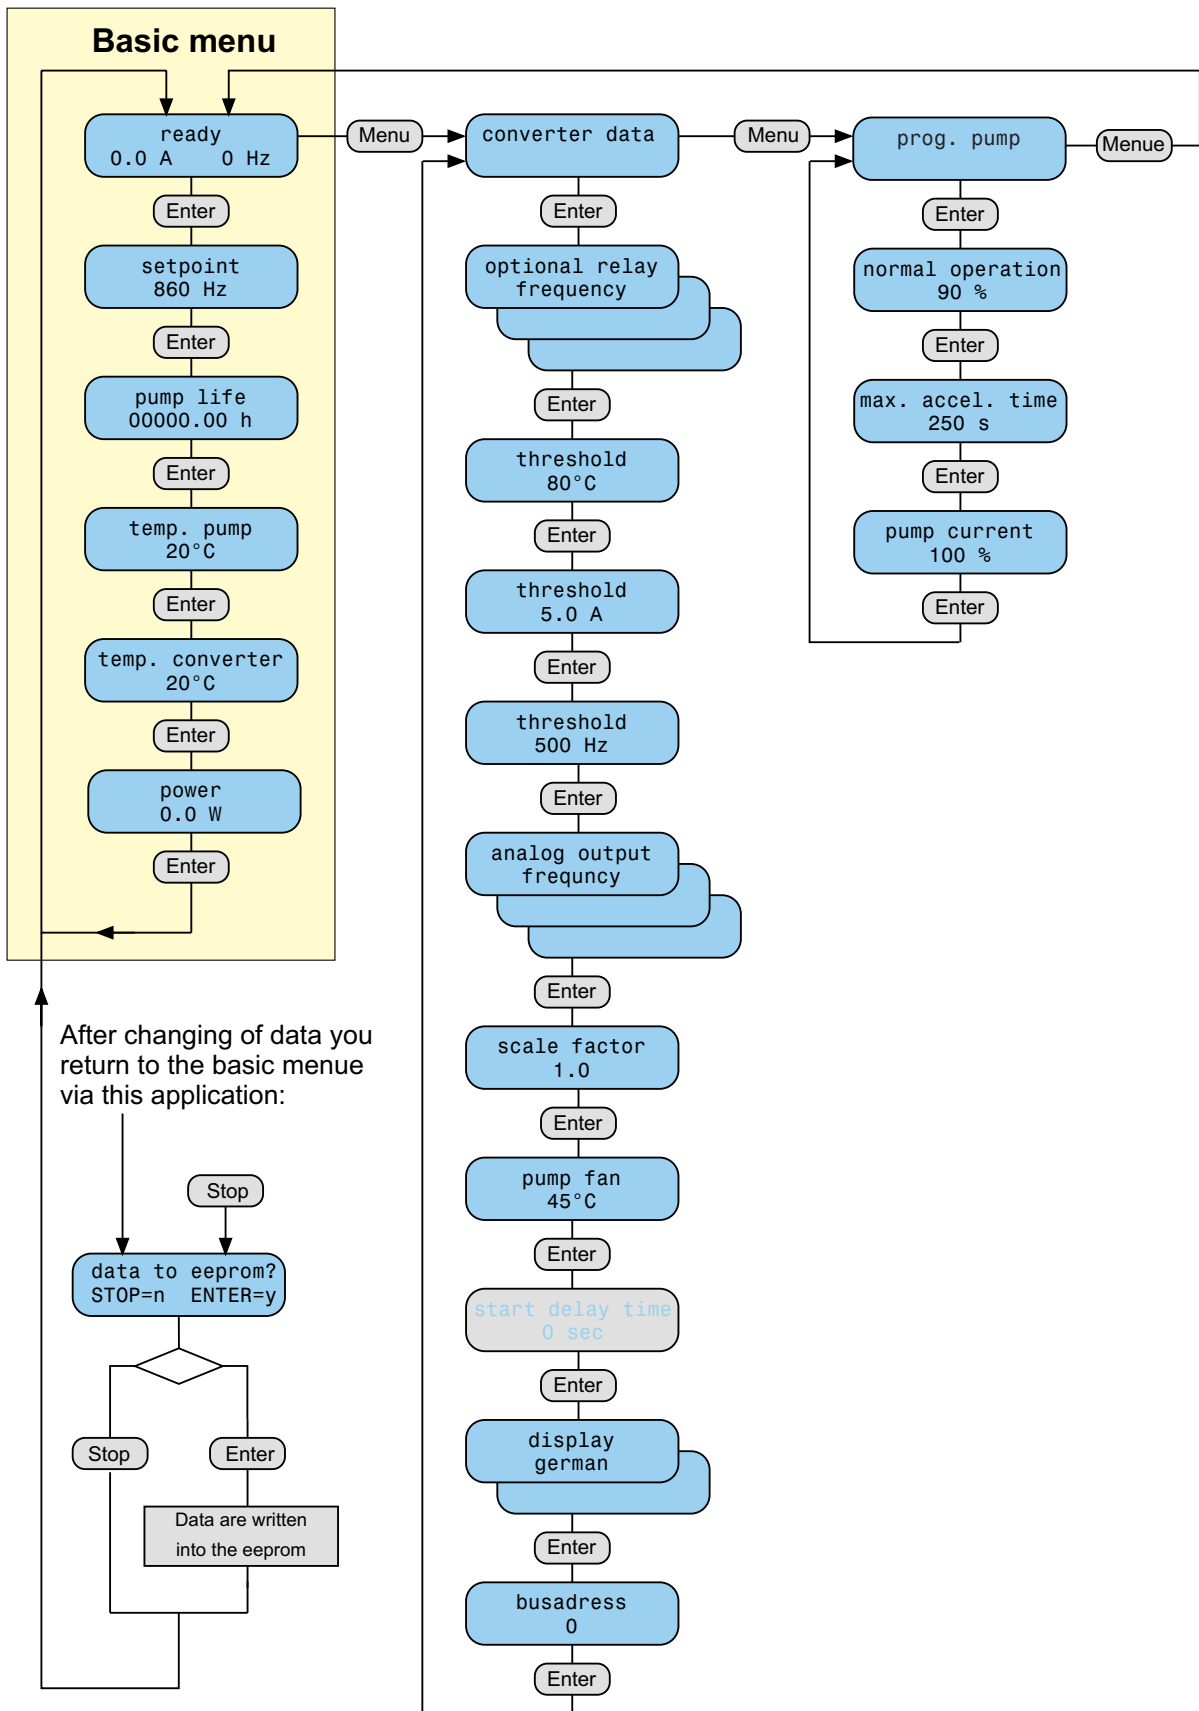 Basic menu
ready
0.0 A 0 Hz
Enter
setpoint
860 Hz
Enter
pump life
00000.00 h
Enter
temp. pump
20°C
Enter
temp. converter
20°C
Enter
power
0.0 W
Enter
After changing of data you
return to the basic menue
via this application:
Stop
data to eeprom?
STOP=n ENTER=y
Stop
Enter
Data are written
into the eeprom
Menu
converter data
Enter
optional relay
frequency
Enter
threshold
80°C
Enter
threshold
5.0 A
Enter
threshold
500 Hz
Enter
analog output
frequncy
Enter
scale factor
1.0
Enter
pump fan
45°C
Enter
start delay time
0 sec
Enter
display
german
Enter
busadress
0
Enter
Menu
prog. pump
Menue
Enter
normal operation
90 %
Enter
max. accel. time
250 s
Enter
pump current
100 %
Enter